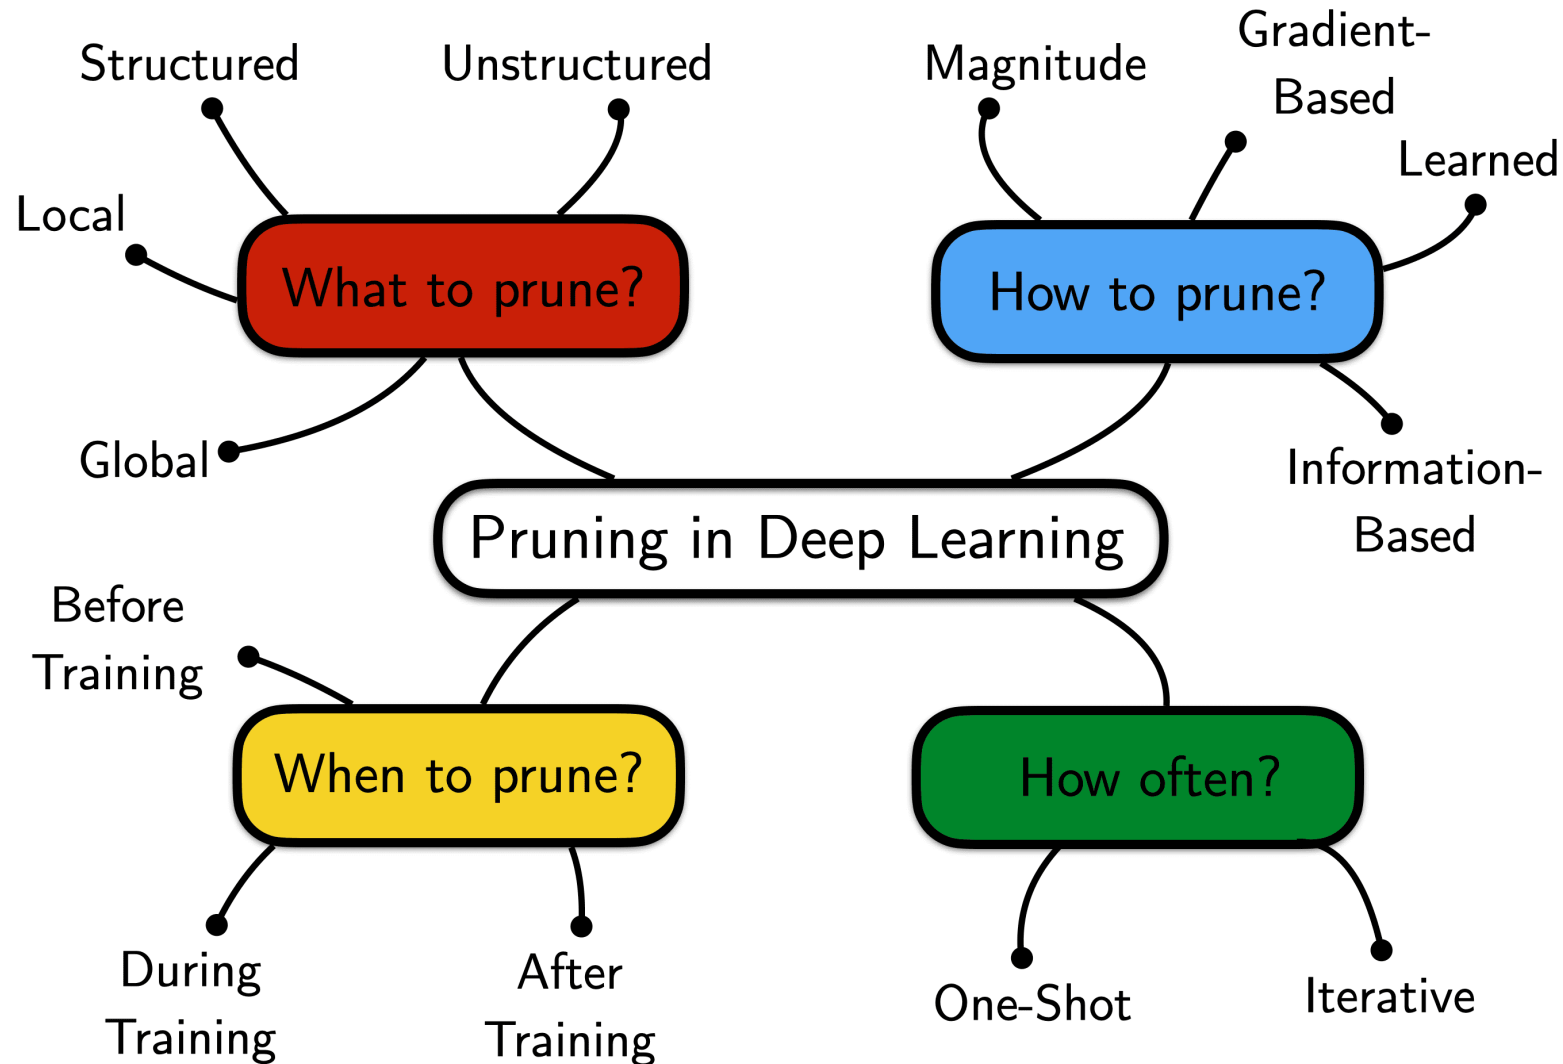 Structured
Unstructured
Local
What to prune?
Global
Magnitude
Gradient-
Based
Learned
How to prune?
Information-
Based
Pruning in Deep Learning
Before
Training
When to prune?
During
Training
After
Training
How often?
One-Shot
Iterative